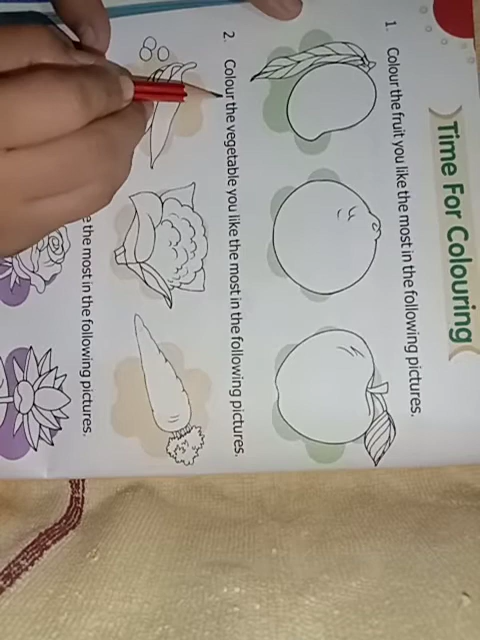 Time For Colouring
1. Colour the fruit you like the most in the following pictures.
2. Colour the vegetable you like the most in the following pictures.
the most in the following pictures.